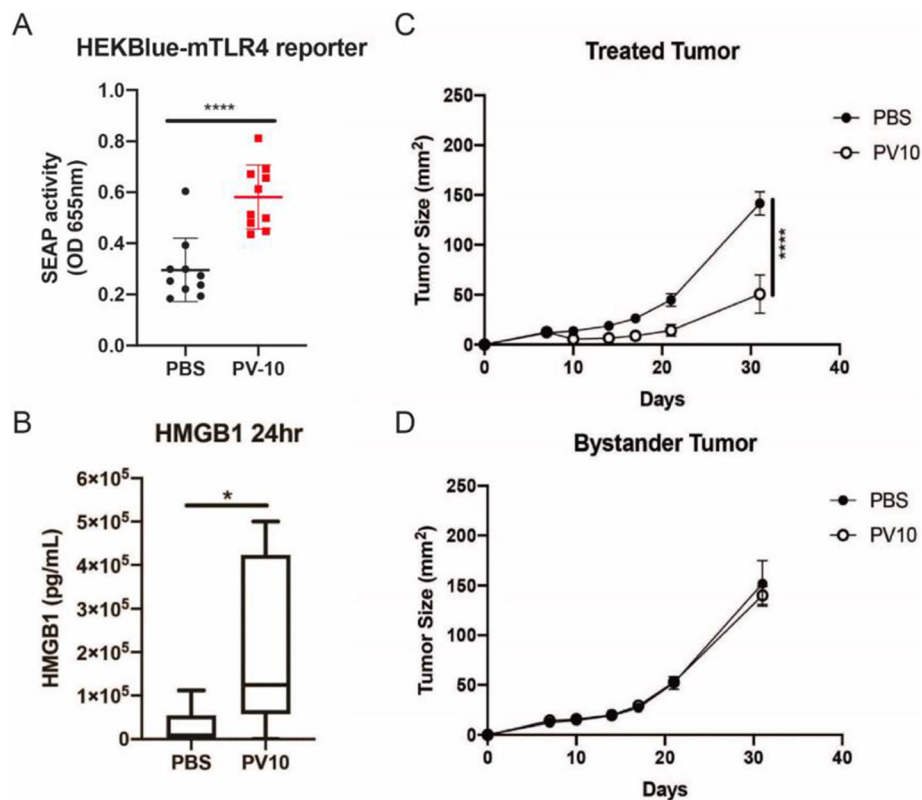 A
HEKBlue-mTLR4 reporter
SEAP activity
(OD 655nm)
1.0
0.8
0.6
0.4
0.2
0.0
****
PBS
PV-10
B
HMGB1 24hr
HMGB1 (pg/mL)
6×10⁵
5×10⁵
4×10⁵
3×10⁵
2×10⁵
1×10⁵
0
*
PBS
PV10
C
Treated Tumor
Tumor Size (mm²)
250
200
150
100
50
0
0
10
20
30
40
Days
PBS
PV10
****
D
Bystander Tumor
Tumor Size (mm²)
250
200
150
100
50
0
0
10
20
30
40
Days
PBS
PV10